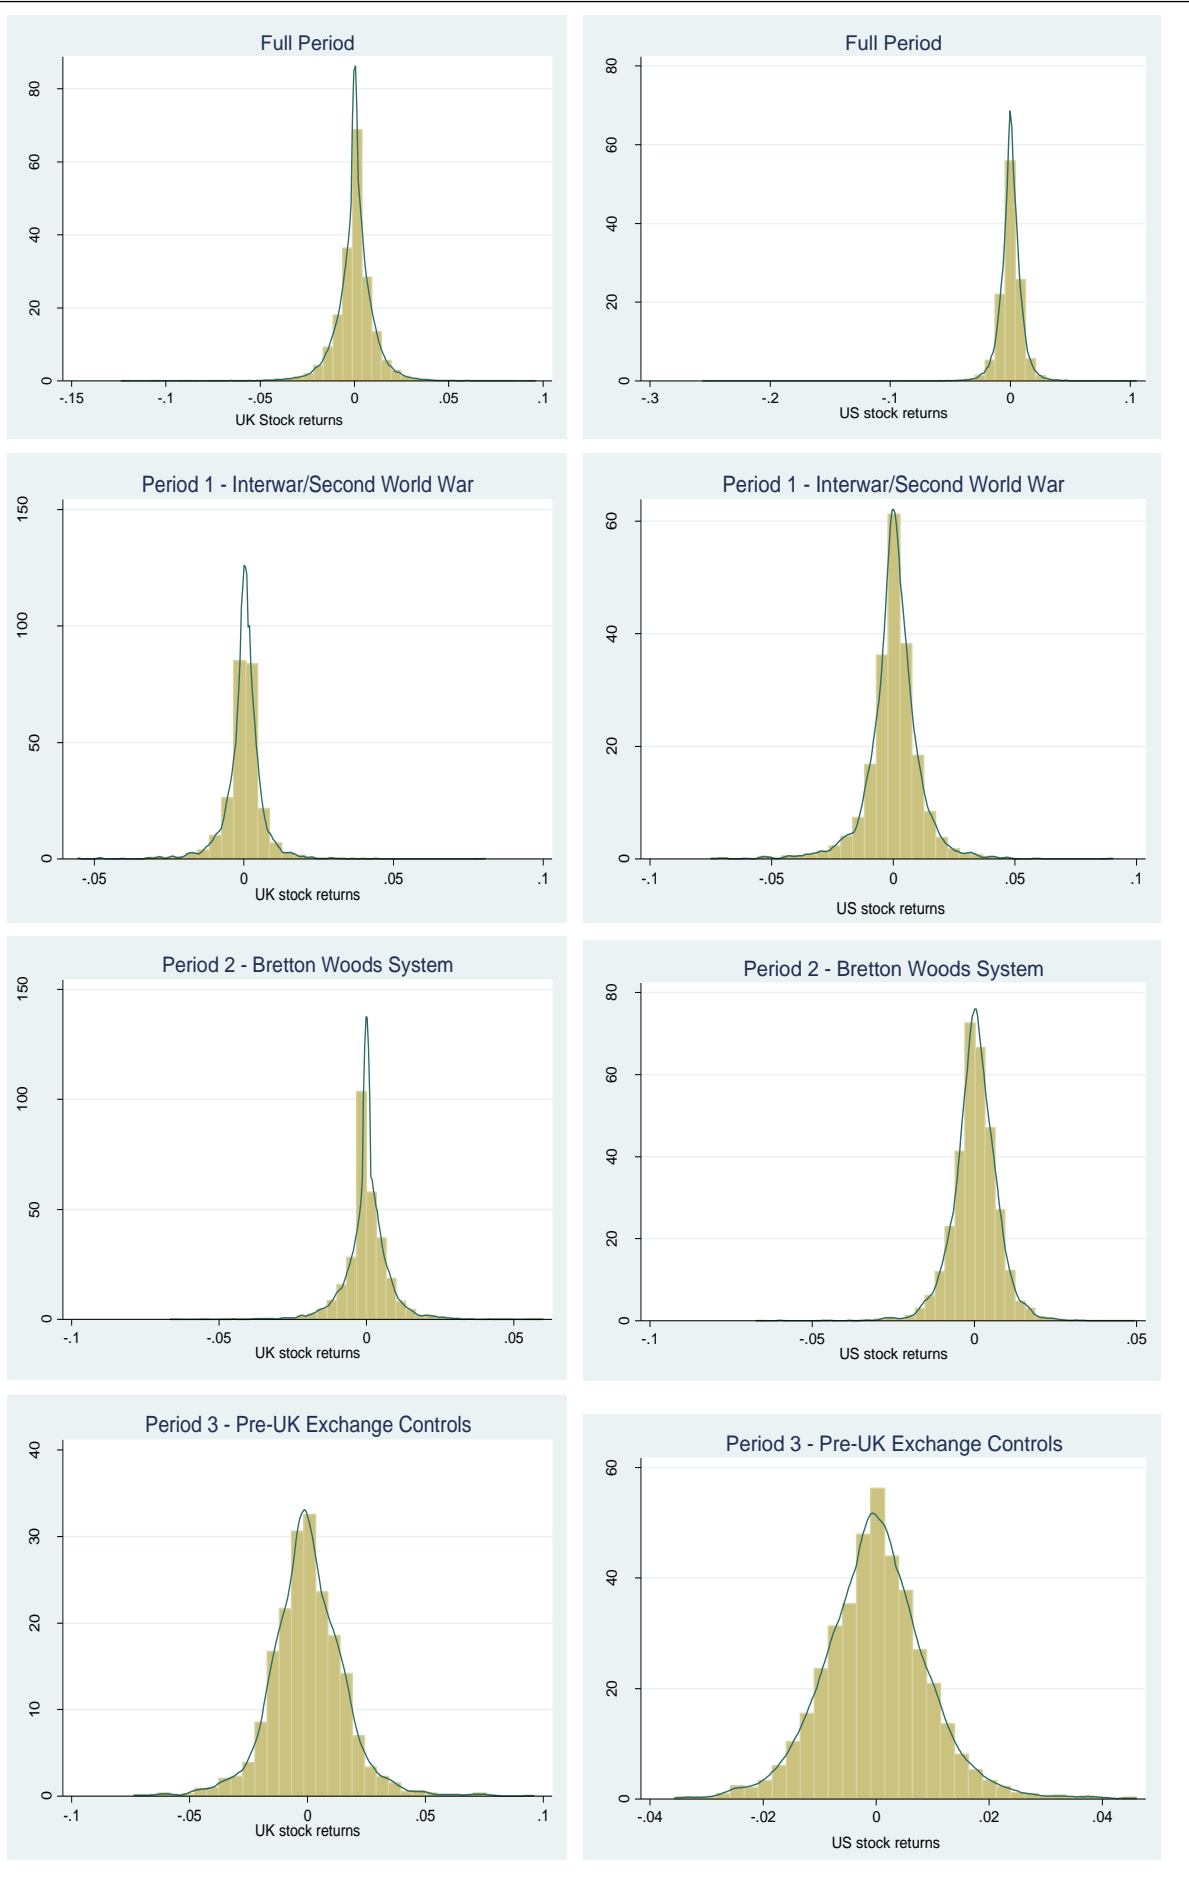 Full Period
80
60
40
20
0
-.15 -.1 -.05 0 .05 .1
UK Stock returns
Full Period
80
60
40
20
0
-.3 -.2 -.1 0 .1
US stock returns
Period 1 - Interwar/Second World War
150
100
50
0
-.05 0 .05 .1
UK stock returns
Period 1 - Interwar/Second World War
60
40
20
0
-.1 -.05 0 .05 .1
US stock returns
Period 2 - Bretton Woods System
150
100
50
0
-.1 -.05 0 .05
UK stock returns
Period 2 - Bretton Woods System
80
60
40
20
0
-.1 -.05 0 .05
US stock returns
Period 3 - Pre-UK Exchange Controls
40
30
20
10
0
-.1 -.05 0 .05 .1
UK stock returns
Period 3 - Pre-UK Exchange Controls
60
40
20
0
-.04 -.02 0 .02 .04
US stock returns